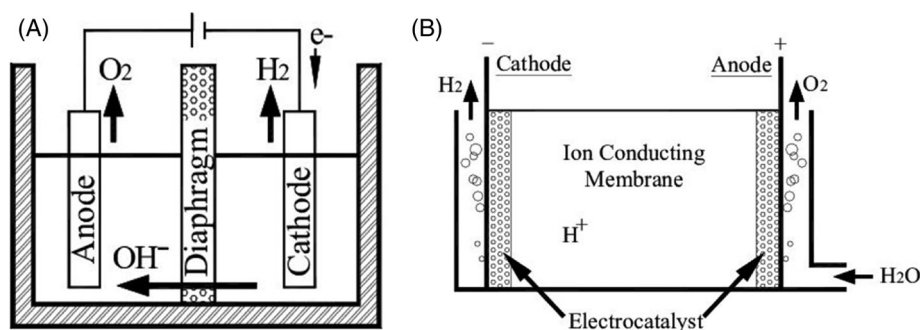 (A)
O2
H2
e-
Anode
Diaphragm
Cathode
OH−
(B)
−
+
Cathode
Anode
H2
O2
Ion Conducting
Membrane
H+
H2O
Electrocatalyst